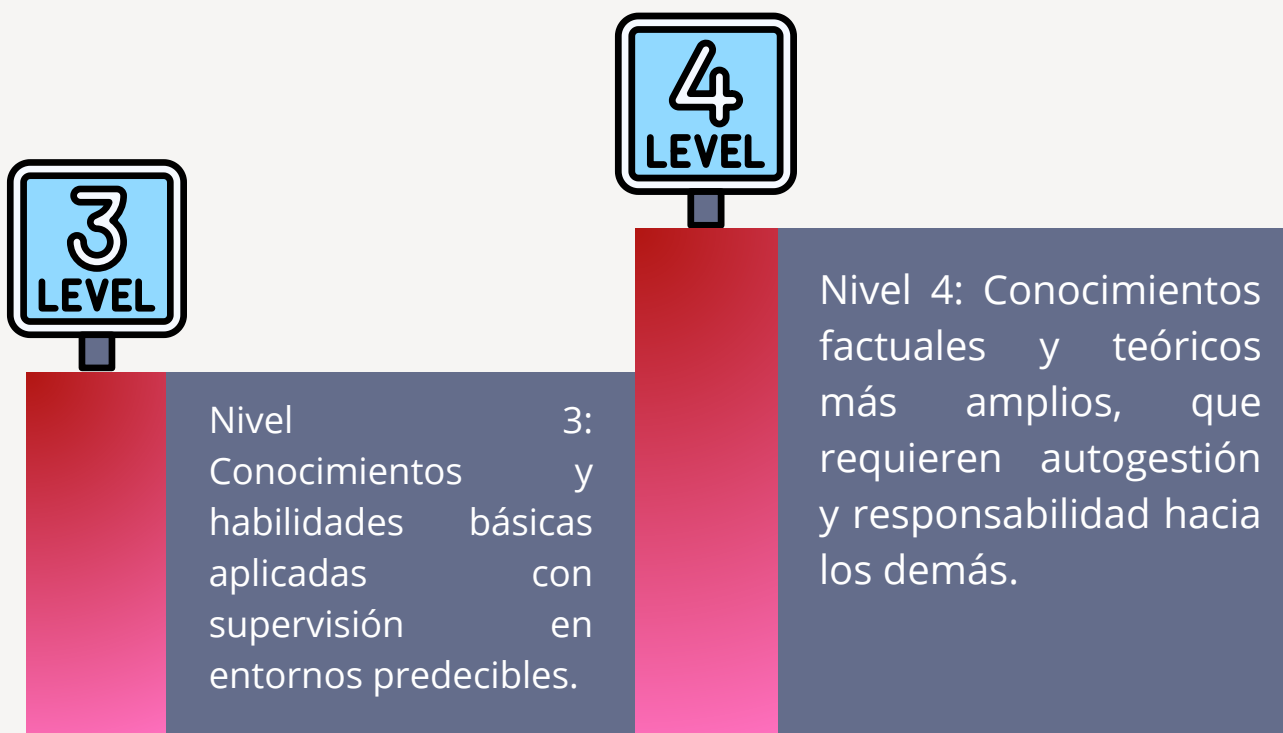 3
LEVEL
Nivel 3:
Conocimientos y
habilidades básicas
aplicadas con
supervisión en
entornos predecibles.
4
LEVEL
Nivel 4: Conocimientos
factuales y teóricos
más amplios, que
requieren autogestión
y responsabilidad hacia
los demás.